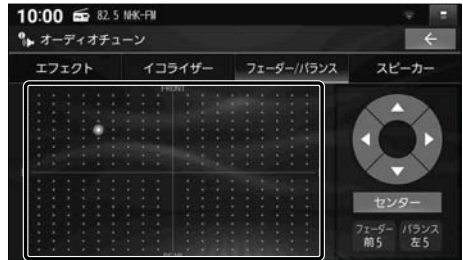 10:00 82.5 NHK-FM
オーディオチューン
エフェクト イコライザー フェーダー/バランス スピーカー
FRONT
センター
フェーダー バランス
前5 左5